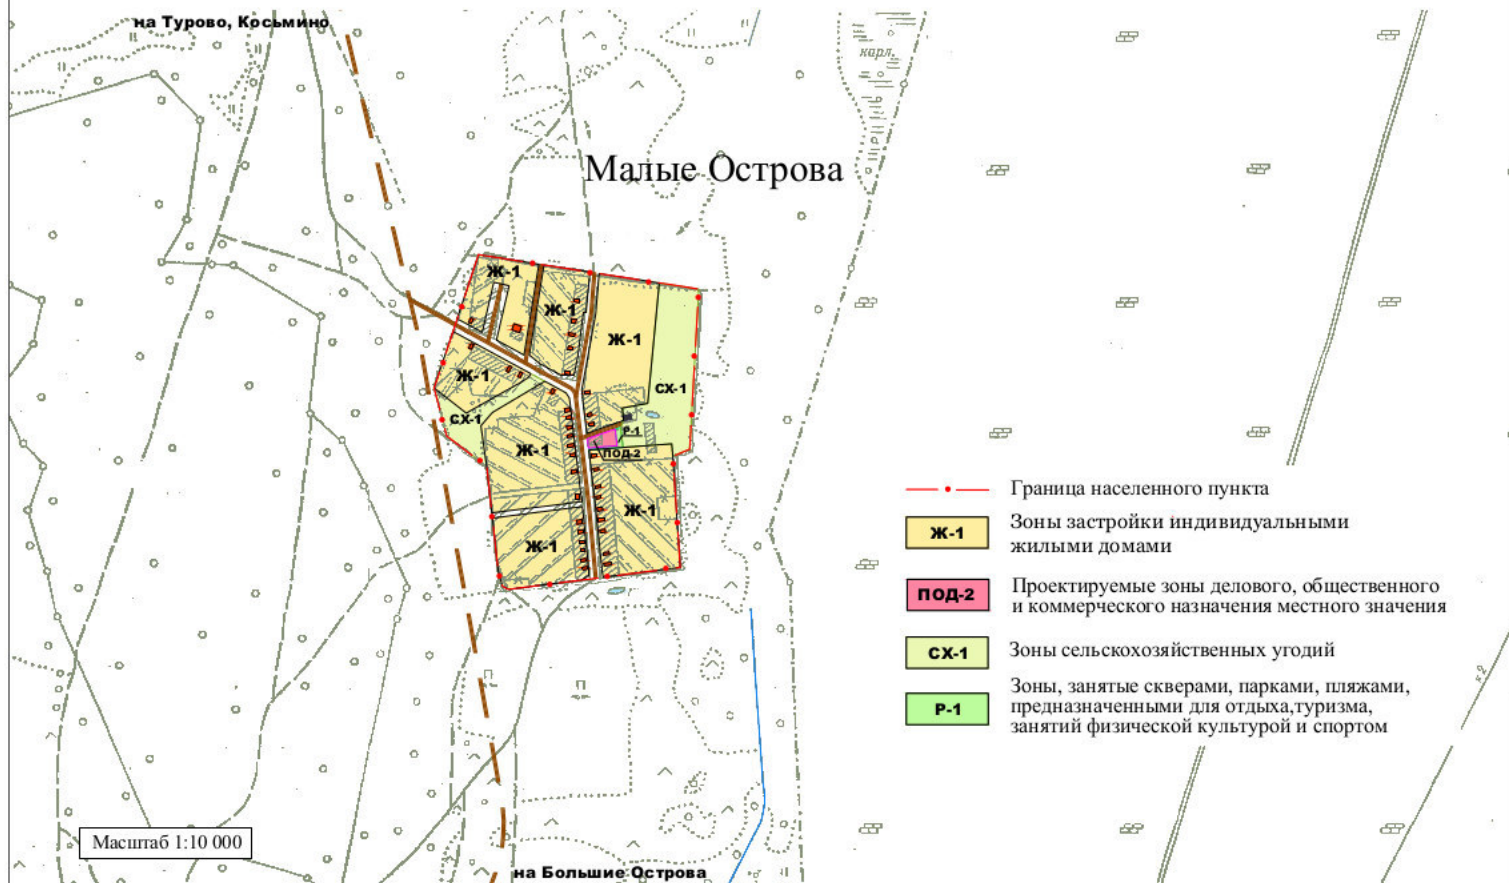 на Турово, Косьмино
карл.
Малые Острова
Ж-1
Ж-1
Ж-1
Ж-1
СХ-1
СХ-1
Р-1
Ж-1
ПОД-2
Ж-1
Ж-1
Граница населенного пункта
Ж-1
Зоны застройки индивидуальными
жилыми домами
ПОД-2
Проектируемые зоны делового, общественного
и коммерческого назначения местного значения
СХ-1
Зоны сельскохозяйственных угодий
Р-1
Зоны, занятые скверами, парками, пляжами,
предназначенными для отдыха,туризма,
занятий физической культурой и спортом
Масштаб 1:10 000
на Большие Острова